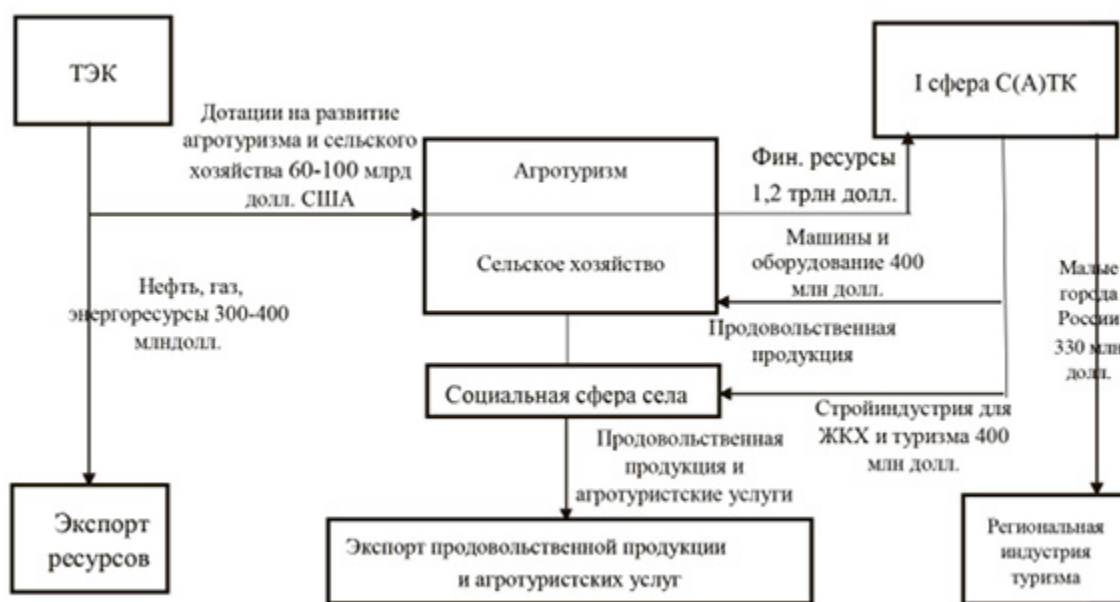 ТЭК
I сфера С(А)ТК
Дотации на развитие
агротуризма и сельского
хозяйства 60-100 млрд
долл. США
Агротуризм
Фин. ресурсы
1,2 трлн долл.
Сельское хозяйство
Машины и
оборудование 400
млн долл.
Нефть, газ,
энергоресурсы 300-400
млндолл.
Малые
города
России
330 млн
долл.
Продовольственная
продукция
Социальная сфера села
Стройиндустрия для
ЖКХ и туризма 400
млн долл.
Продовольственная
продукция и
агротуристские услуги
Экспорт
ресурсов
Экспорт продовольственной продукции
и агротуристских услуг
Региональная
индустрия
туризма